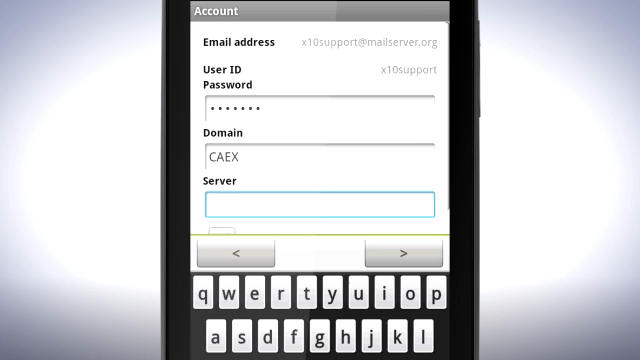 Account
Email address x10support@mailserver.org
User ID x10support
Password
•••••••
Domain
CAEX
Server
< >
q w e r t y u i o p
a s d f g h j k l